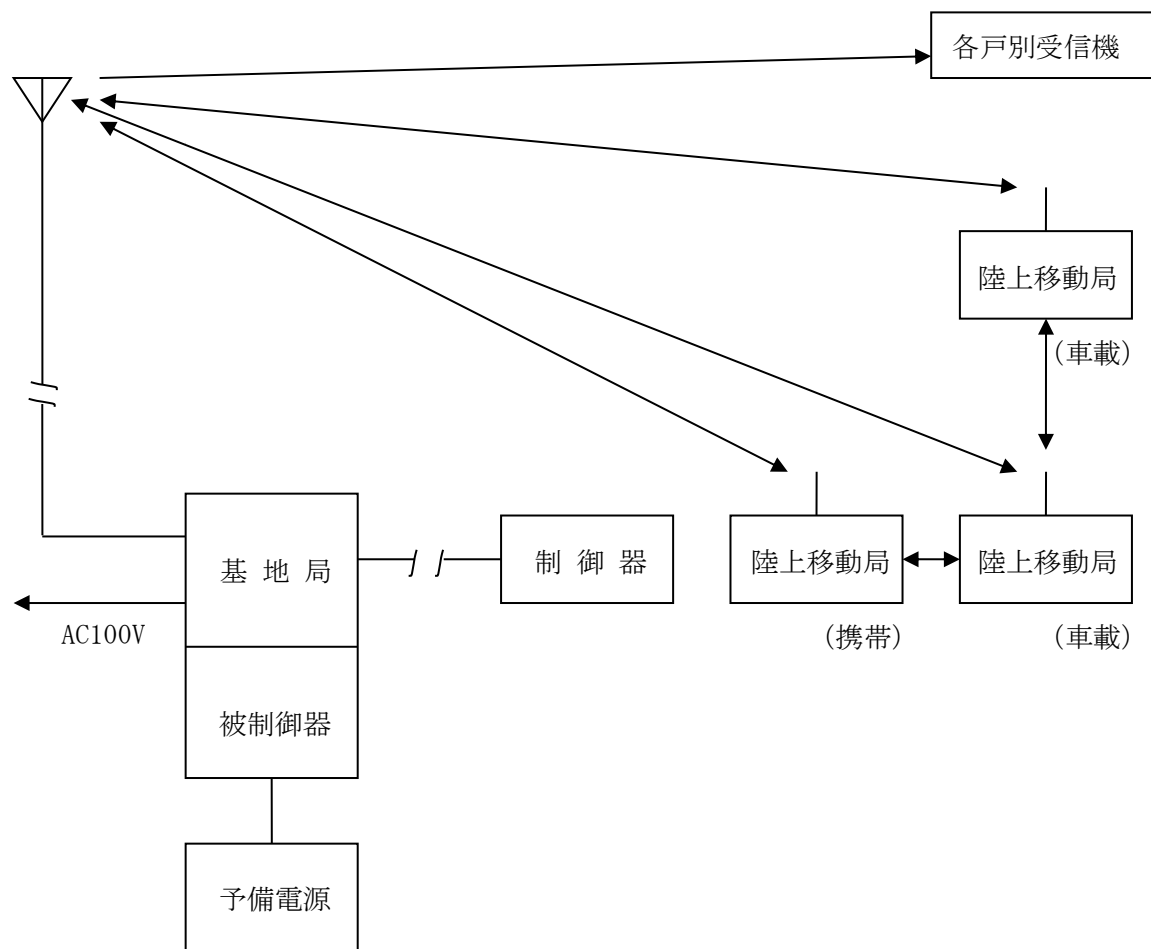 各戸別受信機
陸上移動局
(車載)
基 地 局
制 御 器
陸上移動局
陸上移動局
AC100V
(携帯)
(車載)
被制御器
予備電源